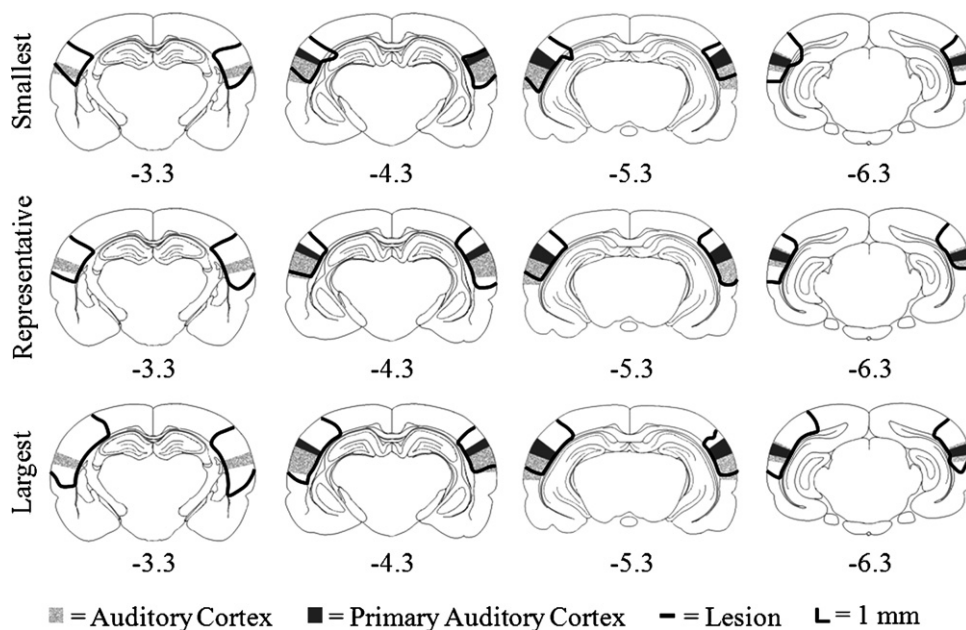 Smallest
-3.3 -4.3 -5.3 -6.3
Representative
-3.3 -4.3 -5.3 -6.3
Largest
-3.3 -4.3 -5.3 -6.3
= Auditory Cortex = Primary Auditory Cortex = Lesion = 1 mm